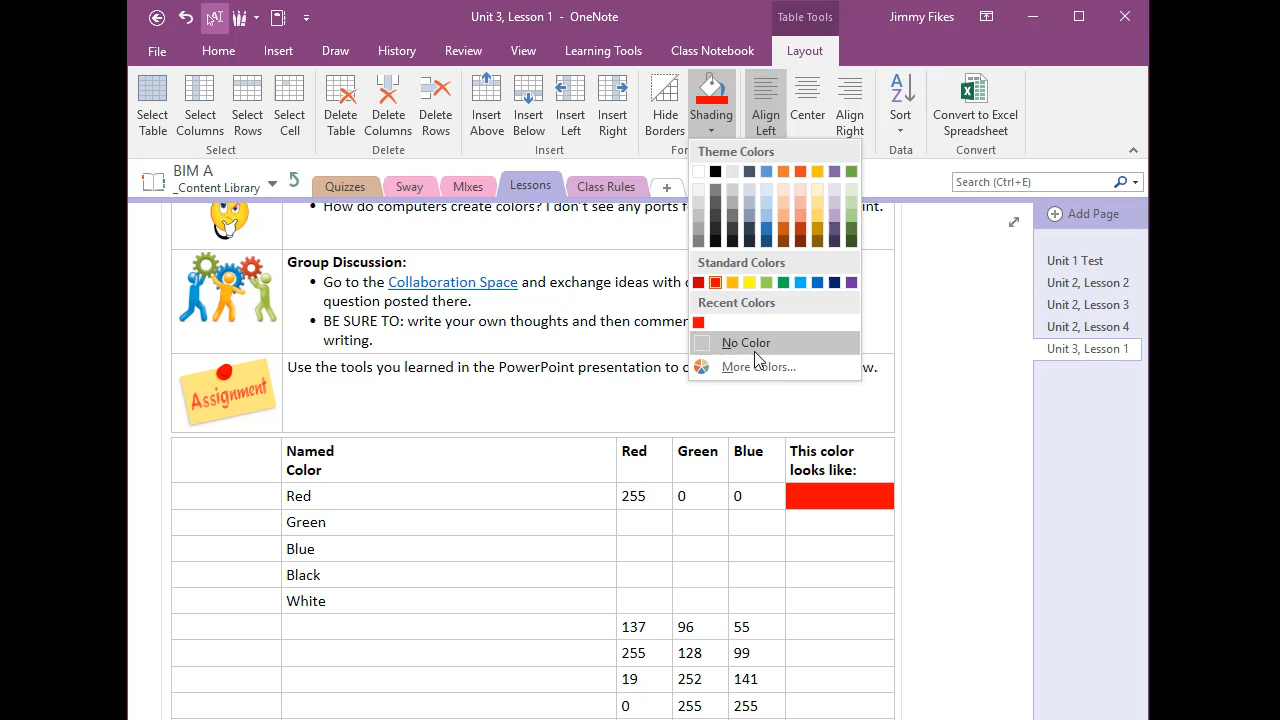 Unit 3, Lesson 1 - OneNote
Table Tools
Jimmy Fikes
File
Home
Insert
Draw
History
Review
View
Learning Tools
Class Notebook
Layout
Select Table
Select Columns
Select Rows
Select Cell
Delete Table
Delete Columns
Delete Rows
Insert Above
Insert Below
Insert Left
Insert Right
Hide Borders
Shading
Align Left
Center
Align Right
Sort
Convert to Excel Spreadsheet
Select
Delete
Insert
Data
Convert
Theme Colors
Standard Colors
Recent Colors
No Color
More Colors...
BIM A
_Content Library
Quizzes
Sway
MIxes
Lessons
Class Rules
Search (Ctrl+E)
Add Page
Unit 1 Test
Unit 2, Lesson 2
Unit 2, Lesson 3
Unit 2, Lesson 4
Unit 3, Lesson 1
How do computers create colors? I don't see any ports
Group Discussion:
Go to the Collaboration Space and exchange ideas with
question posted there.
BE SURE TO: write your own thoughts and then
writing.
Assignment
Use the tools you learned in the PowerPoint presentation to
Named Color Red Green Blue This color looks like:
Red 255 0 0
Green
Blue
Black
White
137 96 55
255 128 99
19 252 141
0 255 255